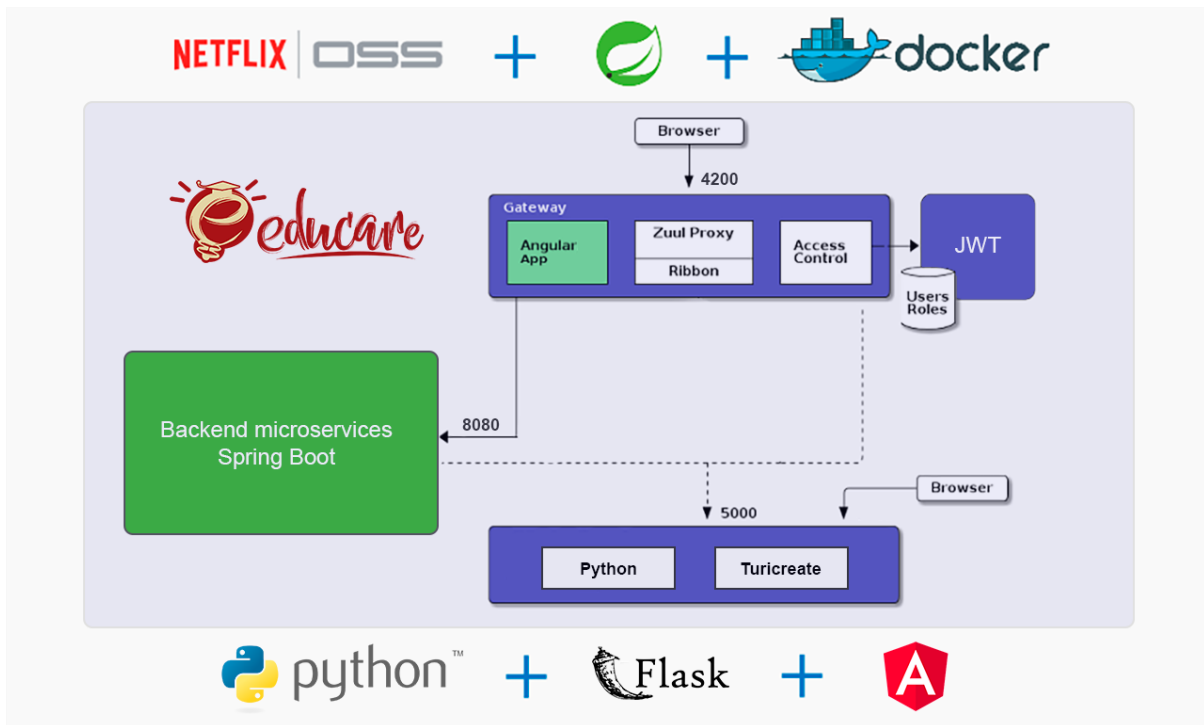 NETFLIX OSS
docker
Browser
4200
educare
Gateway
Angular
App
Zuul Proxy
Ribbon
Access
Control
JWT
Users
Roles
Backend microservices
Spring Boot
8080
Browser
5000
Python
Turicreate
python™
Flask
A